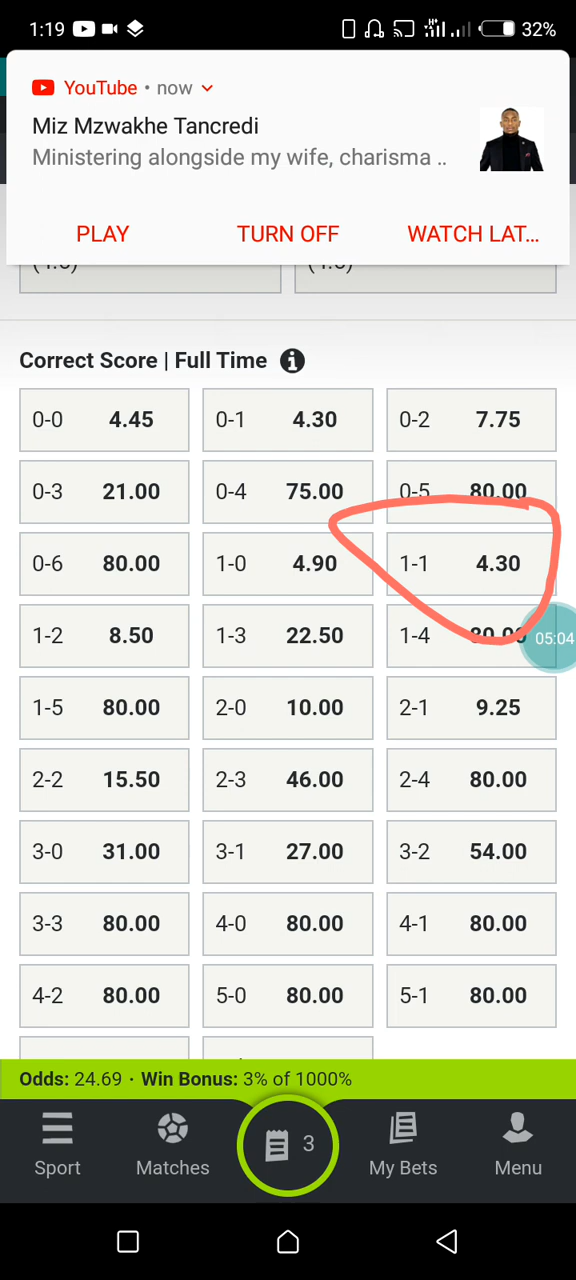 1:19 32%
YouTube • now
Miz Mzwakhe Tancredi
Ministering alongside my wife, charisma ..
PLAY TURN OFF WATCH LAT...
Correct Score | Full Time
0-0 4.45 0-1 4.30 0-2 7.75
0-3 21.00 0-4 75.00 0-5 80.00
0-6 80.00 1-0 4.90 1-1 4.30
1-2 8.50 1-3 22.50 1-4 80.00
05:04
1-5 80.00 2-0 10.00 2-1 9.25
2-2 15.50 2-3 46.00 2-4 80.00
3-0 31.00 3-1 27.00 3-2 54.00
3-3 80.00 4-0 80.00 4-1 80.00
4-2 80.00 5-0 80.00 5-1 80.00
Odds: 24.69 · Win Bonus: 3% of 1000%
3
Sport Matches My Bets Menu